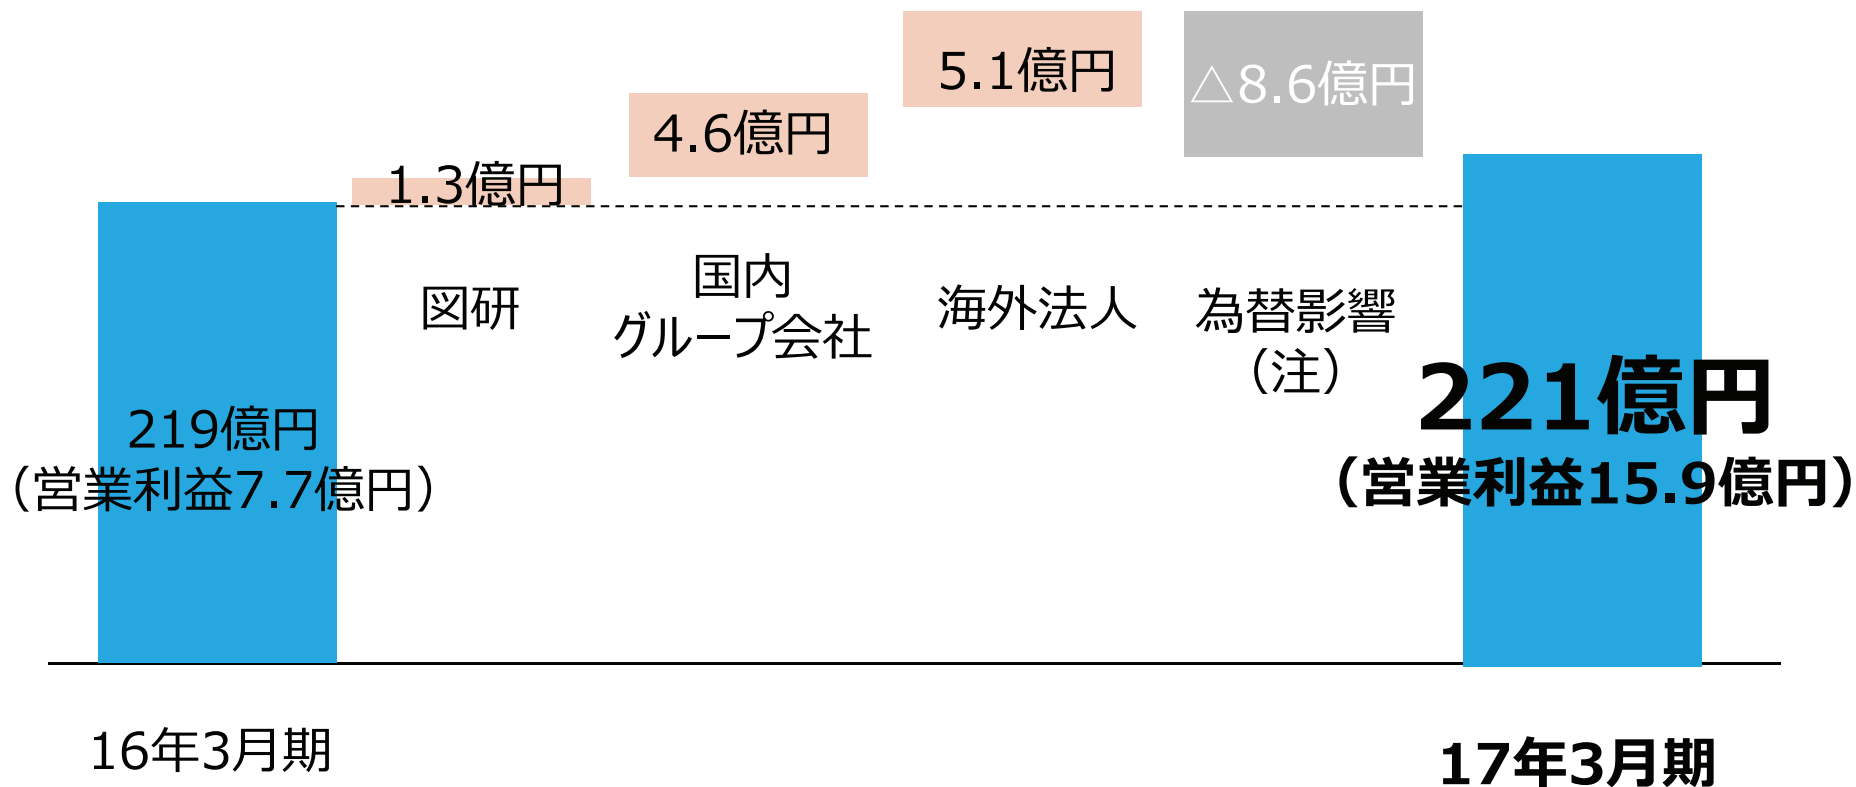 1.3億円
4.6億円
5.1億円
△8.6億円
図研
国内
グループ会社
海外法人
為替影響
（注）
219億円
（営業利益7.7億円）
221億円
（営業利益15.9億円）
16年3月期
17年3月期